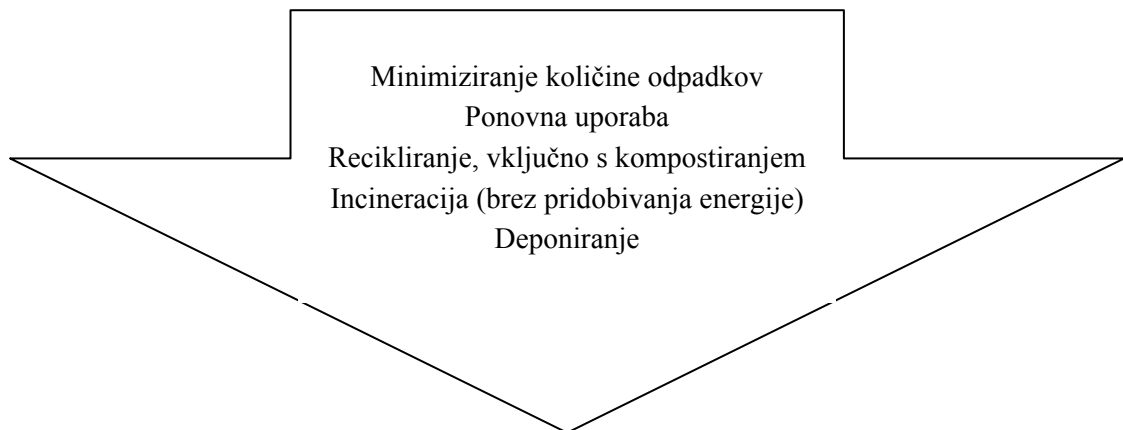 Minimiziranje količine odpadkov
Ponovna uporaba
Recikliranje, vključno s kompostiranjem
Incineracija (brez pridobivanja energije)
Deponiranje